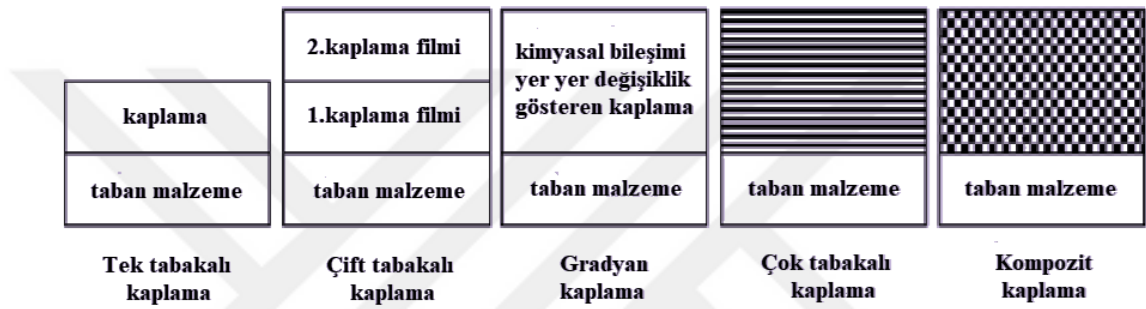 kaplama
taban malzeme
Tek tabakalı
kaplama
2.kaplama filmi
1.kaplama filmi
taban malzeme
Çift tabakalı
kaplama
kimyasal bileşimi
yer yer değişiklik
gösteren kaplama
taban malzeme
Gradyan
kaplama
taban malzeme
Çok tabakalı
kaplama
taban malzeme
Kompozit
kaplama